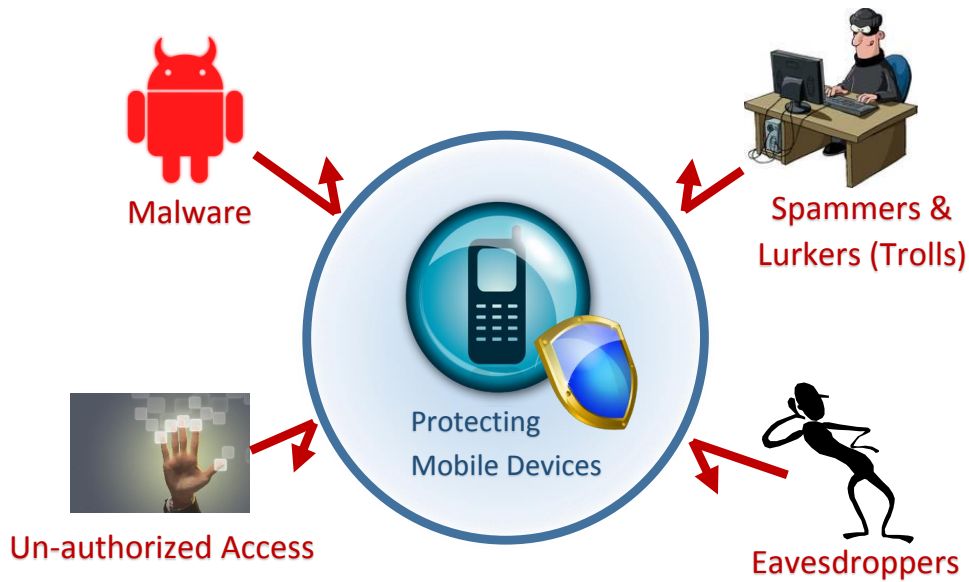 Malware
Spammers &
Lurkers (Trolls)
Protecting
Mobile Devices
Un-authorized Access
Eavesdroppers